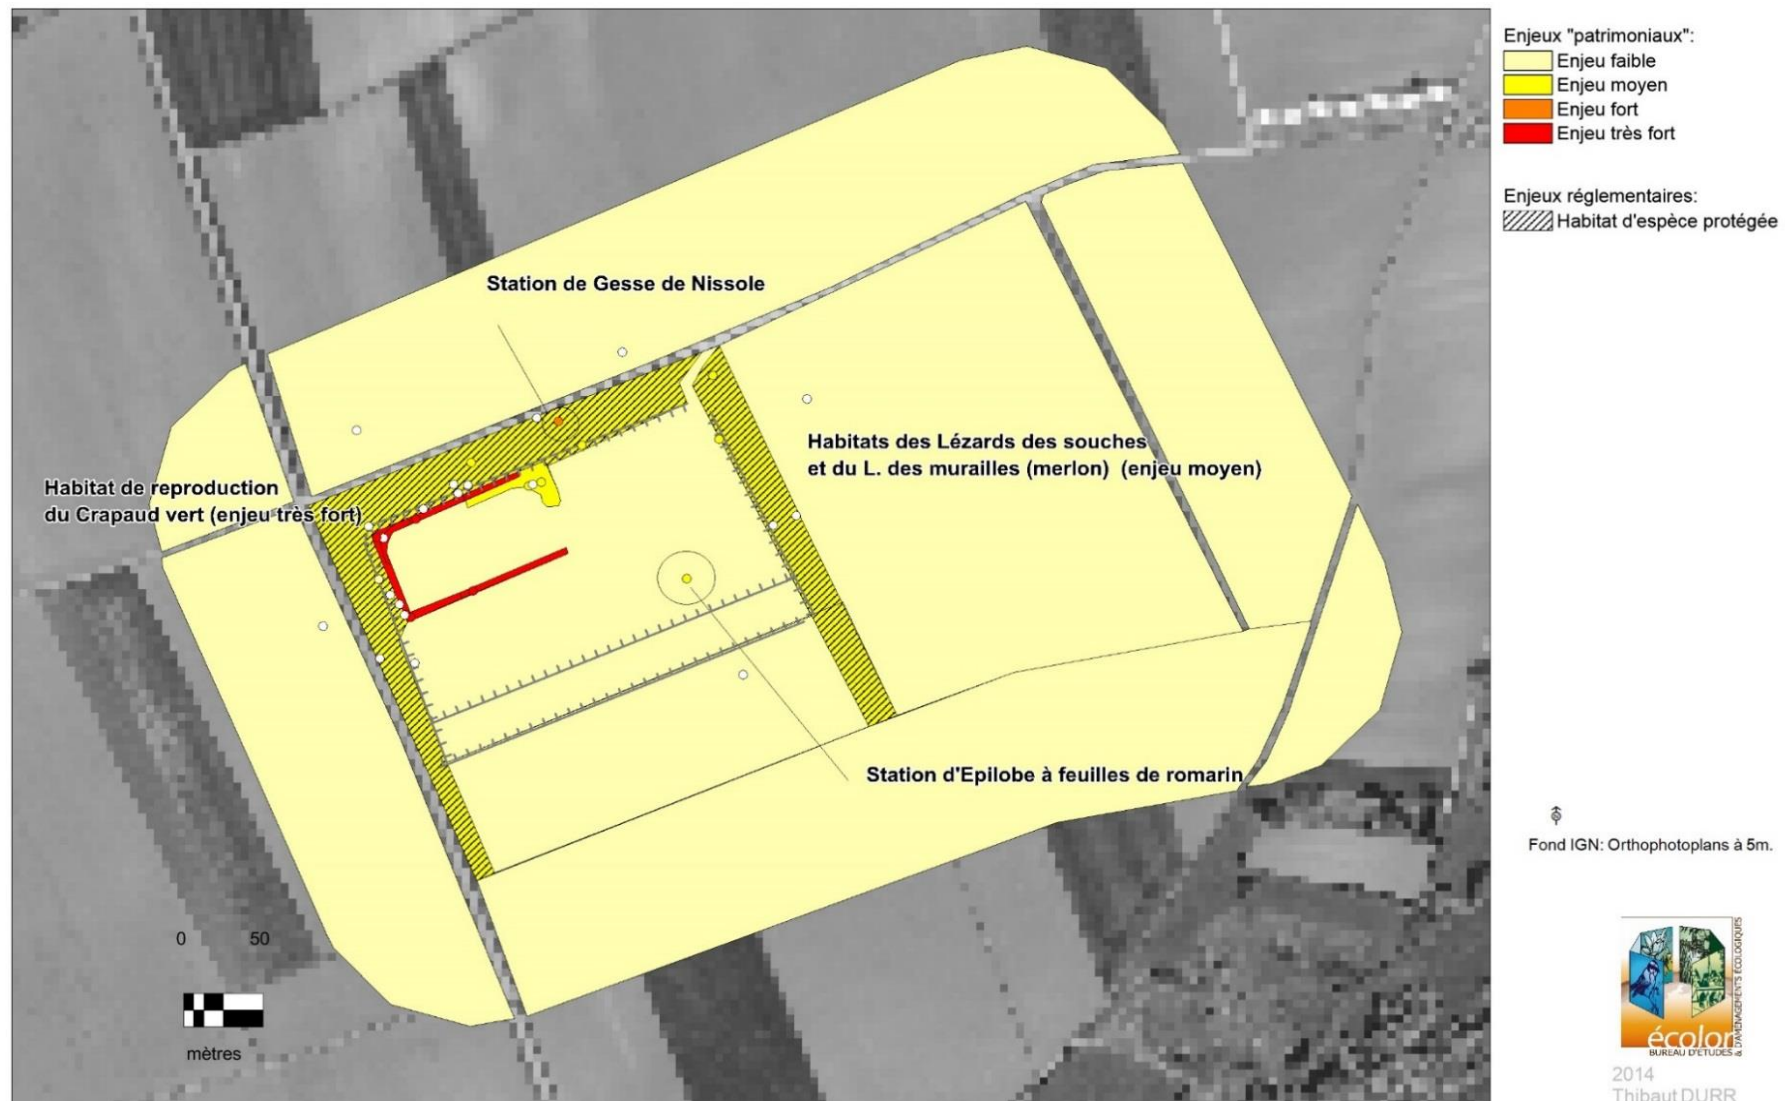 Enjeux "patrimoniaux":
Enjeu faible
Enjeu moyen
Enjeu fort
Enjeu très fort
Enjeux réglementaires:
Habitat d'espèce protégée
Station de Gesse de Nissole
Habitats des Lézards des souches
et du L. des murailles (merlon) (enjeu moyen)
Habitat de reproduction
du Crapaud vert (enjeu très fort)
Station d'Epilobe à feuilles de romarin
0 50
mètres
Fond IGN: Orthophotoplans à 5m.
écolor
BUREAU D'ETUDES
& D'AMÉNAGEMENTS ÉCOLOGIQUES
2014
Thibaut DURR